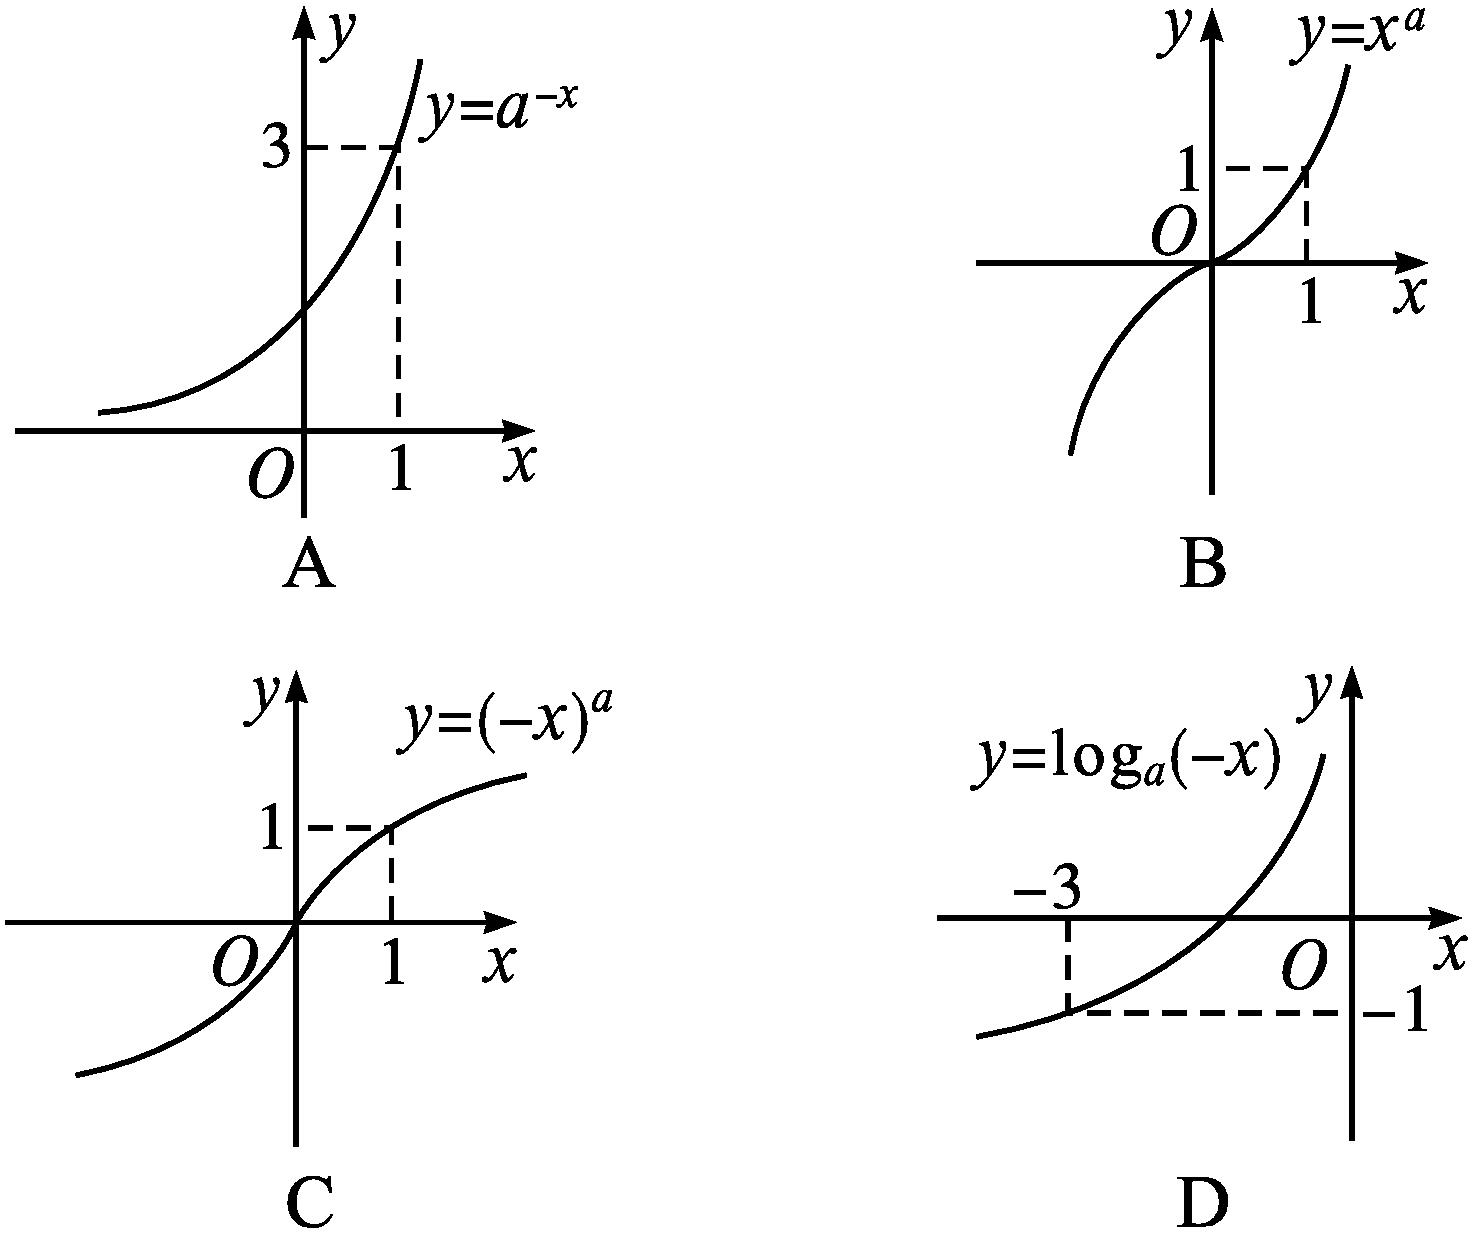 y
y=a^{-x}
3
O
1
x
A
y
y=x^a
1
O
1
x
B
y
y=(-x)^a
1
O
1
x
C
y
y=log_a(-x)
-3
O
x
-1
D